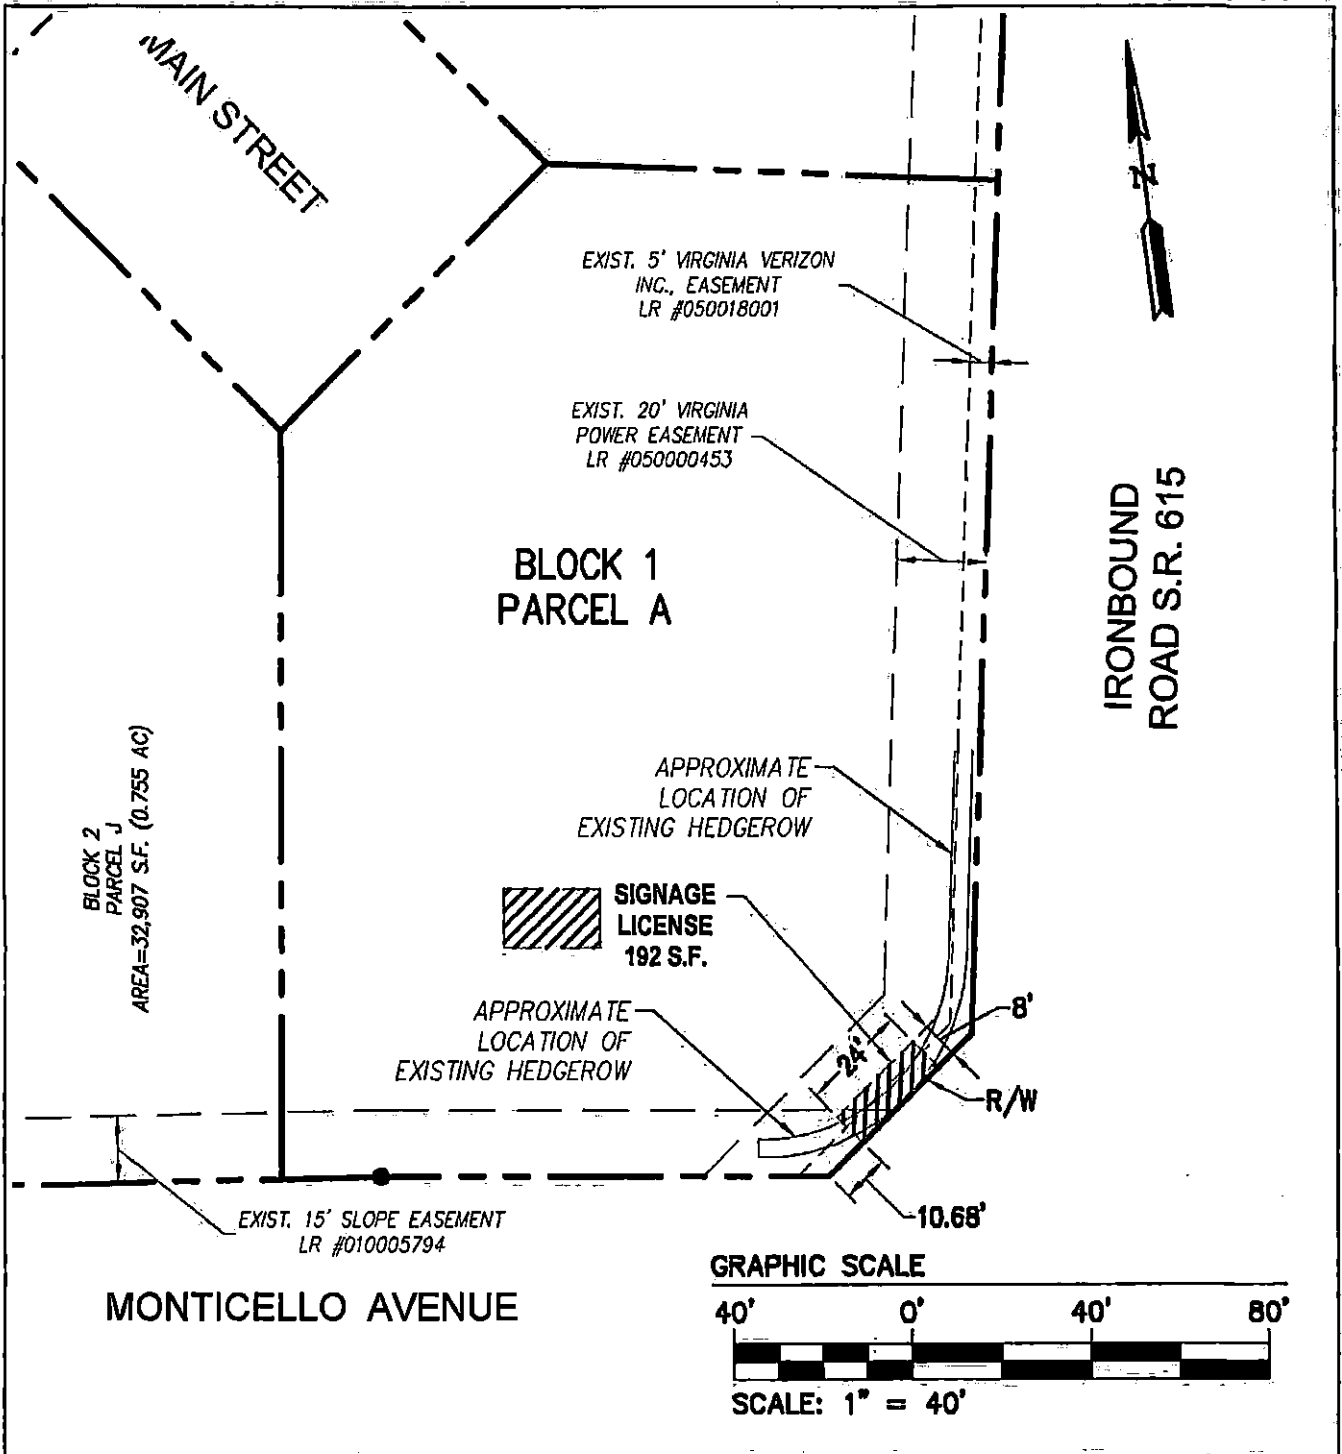 MAIN STREET
N
EXIST. 5' VIRGINIA VERIZON
INC., EASEMENT
LR #050018001
EXIST. 20' VIRGINIA
POWER EASEMENT
LR #050000453
IRONBOUND
ROAD S.R. 615
BLOCK 1
PARCEL A
BLOCK 2
PARCEL J
AREA=32,907 S.F. (0.755 AC)
APPROXIMATE
LOCATION OF
EXISTING HEDGEROW
SIGNAGE
LICENSE
192 S.F.
APPROXIMATE
LOCATION OF
EXISTING HEDGEROW
24'
8'
R/W
10.68'
EXIST. 15' SLOPE EASEMENT
LR #010005794
MONTICELLO AVENUE
GRAPHIC SCALE
40' 0' 40' 80'
SCALE: 1" = 40'